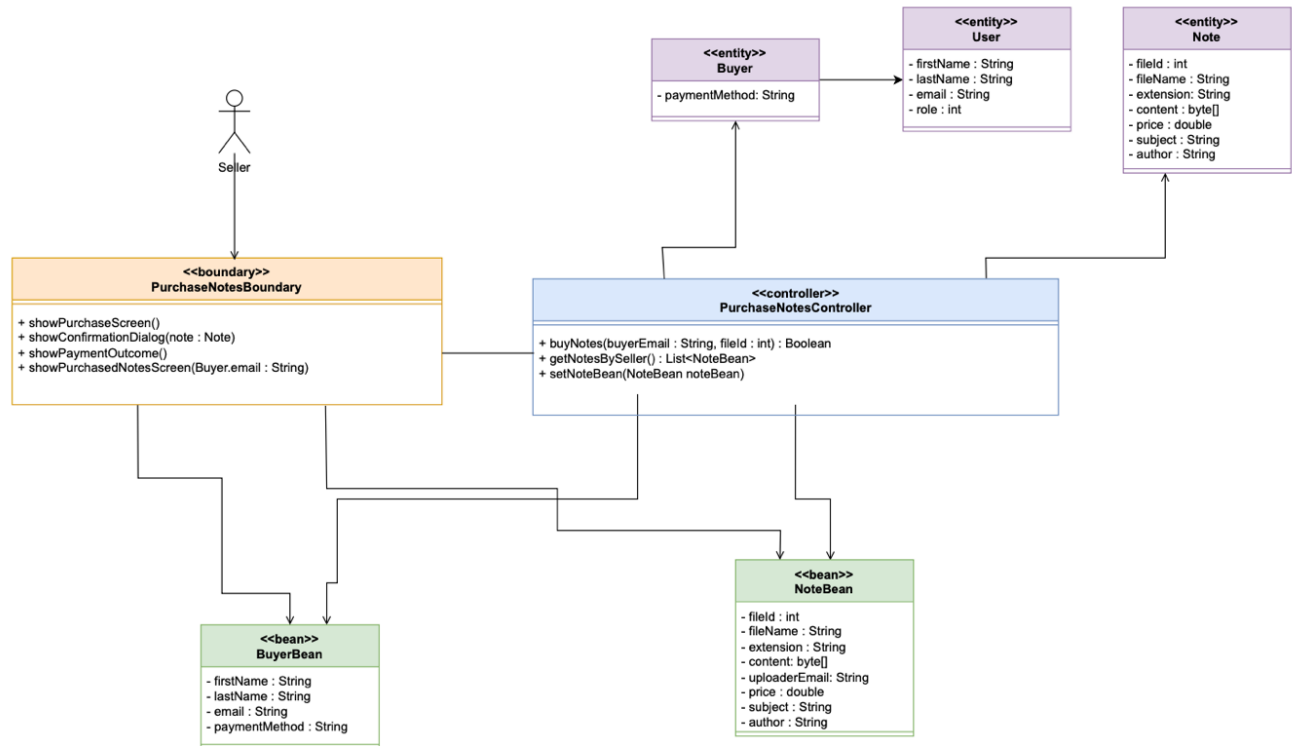 <<entity>>
User
- firstName : String
- lastName : String
- email : String
- role : int
<<entity>>
Note
- fileId : int
- fileName : String
- extension: String
- content : byte[]
- price : double
- subject : String
- author : String
<<entity>>
Buyer
- paymentMethod: String
Seller
<<boundary>>
PurchaseNotesBoundary
+ showPurchaseScreen()
+ showConfirmationDialog(note : Note)
+ showPaymentOutcome()
+ showPurchasedNotesScreen(Buyer.email : String)
<<controller>>
PurchaseNotesController
+ buyNotes(buyerEmail : String, fileId : int) : Boolean
+ getNotesBySeller() : List<NoteBean>
+ setNoteBean(NoteBean noteBean)
<<bean>>
BuyerBean
- firstName : String
- lastName : String
- email : String
- paymentMethod : String
<<bean>>
NoteBean
- fileId : int
- fileName : String
- extension : String
- content: byte[]
- uploaderEmail: String
- price : double
- subject : String
- author : String